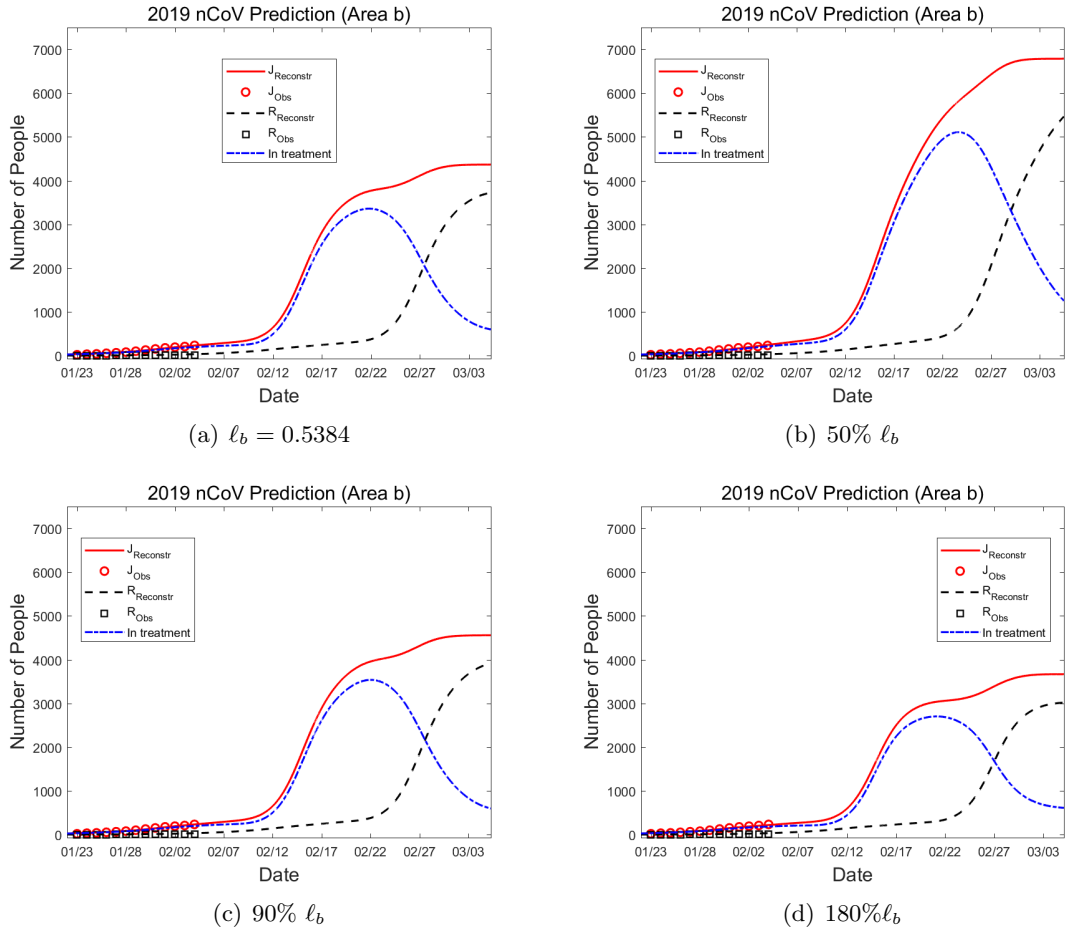 2019 nCoV Prediction (Area b)
7000
6000
5000
4000
3000
2000
1000
0
Number of People
J_Reconstr
J_Obs
R_Reconstr
R_Obs
In treatment
01/23 01/28 02/02 02/07 02/12 02/17 02/22 02/27 03/03
Date
(a) ℓ_b = 0.5384
2019 nCoV Prediction (Area b)
7000
6000
5000
4000
3000
2000
1000
0
Number of People
J_Reconstr
J_Obs
R_Reconstr
R_Obs
In treatment
01/23 01/28 02/02 02/07 02/12 02/17 02/22 02/27 03/03
Date
(b) 50% ℓ_b
2019 nCoV Prediction (Area b)
7000
6000
5000
4000
3000
2000
1000
0
Number of People
J_Reconstr
J_Obs
R_Reconstr
R_Obs
In treatment
01/23 01/28 02/02 02/07 02/12 02/17 02/22 02/27 03/03
Date
(c) 90% ℓ_b
2019 nCoV Prediction (Area b)
7000
6000
5000
4000
3000
2000
1000
0
Number of People
J_Reconstr
J_Obs
R_Reconstr
R_Obs
In treatment
01/23 01/28 02/02 02/07 02/12 02/17 02/22 02/27 03/03
Date
(d) 180%ℓ_b